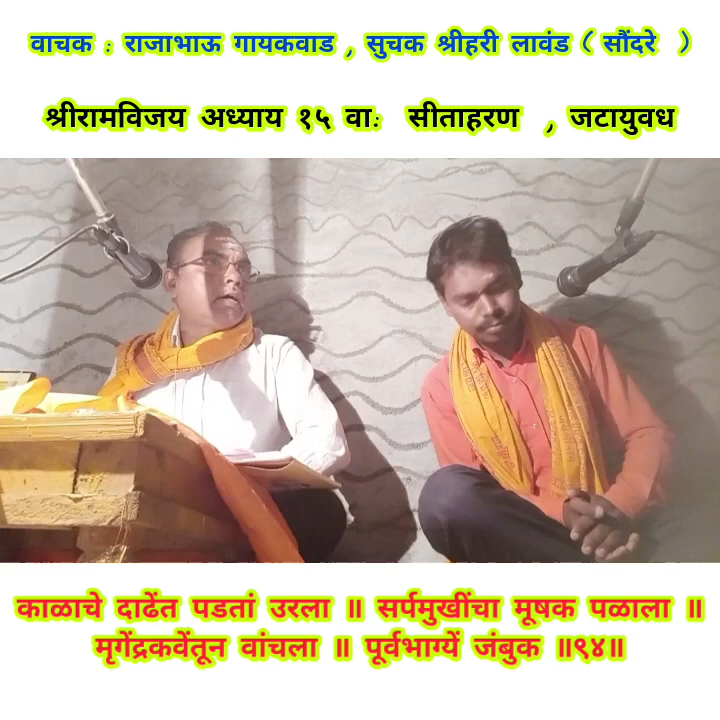 वाचक : राजाभाऊ गायकवाड , सुचक श्रीहरी लावंड ( सौंदरे )
श्रीरामविजय अध्याय १५ वाः सीताहरण , जटायुवध
काळाचे दाढेंत पडतां उरला ॥ सर्पमुखींचा मूषक पळाला ॥
मृगेंद्रकवेंतून वांचला ॥ पूर्वभाग्यें जंबुक ॥९४॥